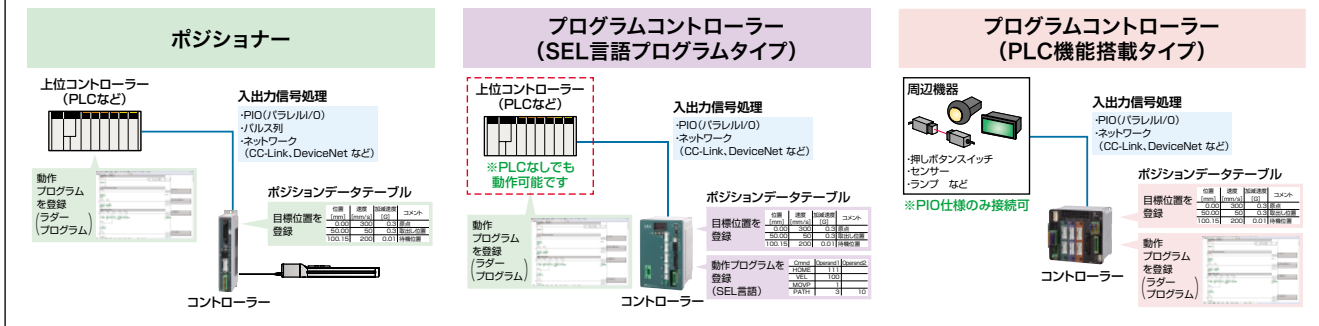 ポジショナー
上位コントローラー
(PLCなど)
入出力信号処理
・PIO(パラレルI/O)
・パルス列
・ネットワーク
(CC-Link、DeviceNet など)
動作
プログラム
を登録
(ラダー
プログラム)
ポジションデータテーブル
目標位置を
登録
位置 [mm] 速度 [mm/s] 加減速度 [G] コメント
0.00 300 0.3 原点
50.00 50 0.3 取出し位置
100.15 200 0.01 待機位置
コントローラー
プログラムコントローラー
(SEL言語プログラムタイプ)
上位コントローラー
(PLCなど)
※PLCなしでも
動作可能です
入出力信号処理
・PIO(パラレルI/O)
・ネットワーク
(CC-Link、DeviceNet など)
動作
プログラム
を登録
(ラダー
プログラム)
ポジションデータテーブル
目標位置を
登録
位置 [mm] 速度 [mm/s] 加減速度 [G] コメント
0.00 300 0.3 原点
50.00 50 0.3 取出し位置
100.15 200 0.01 待機位置
動作プログラムを
登録
(SEL言語)
Cmnd Operand1 Operand2
HOME 111
VEL 100
MOVP 1
PATH 3 10
コントローラー
プログラムコントローラー
(PLC機能搭載タイプ)
周辺機器
・押しボタンスイッチ
・センサー
・ランプ など
※PIO仕様のみ接続可
入出力信号処理
・PIO(パラレルI/O)
・ネットワーク
(CC-Link、DeviceNet など)
ポジションデータテーブル
目標位置を
登録
位置 [mm] 速度 [mm/s] 加減速度 [G] コメント
0.00 300 0.3 原点
50.00 50 0.3 取出し位置
100.15 200 0.01 待機位置
動作
プログラム
を登録
(ラダー
プログラム)
コントローラー